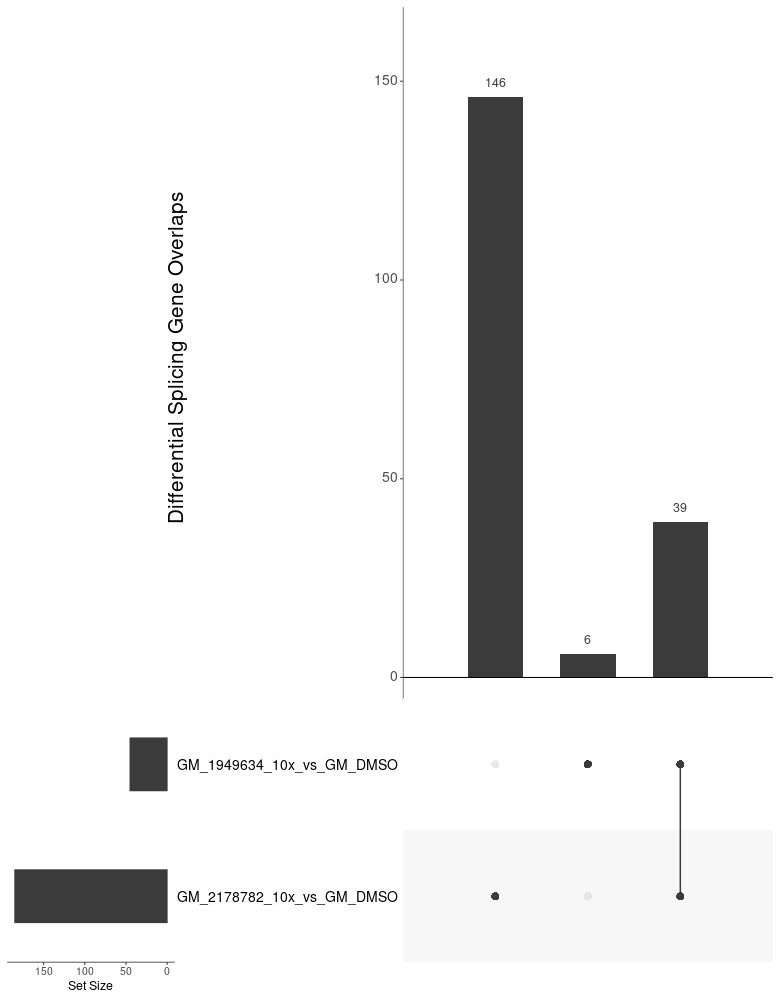 Differential Splicing Gene Overlaps
150
100
50
0
146
6
39
GM_1949634_10x_vs_GM_DMSO
GM_2178782_10x_vs_GM_DMSO
150 100 50 0
Set Size